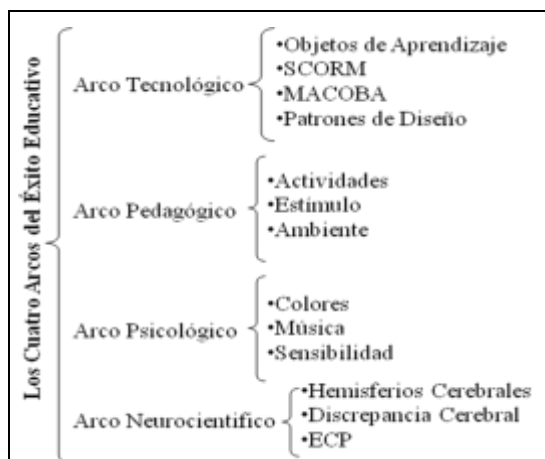 Los Cuatro Arcos del Éxito Educativo
Arco Tecnológico
•Objetos de Aprendizaje
•SCORM
•MACOBA
•Patrones de Diseño
Arco Pedagógico
•Actividades
•Estímulo
•Ambiente
Arco Psicológico
•Colores
•Música
•Sensibilidad
Arco Neurocientifico
•Hemisferios Cerebrales
•Discrepancia Cerebral
•ECP